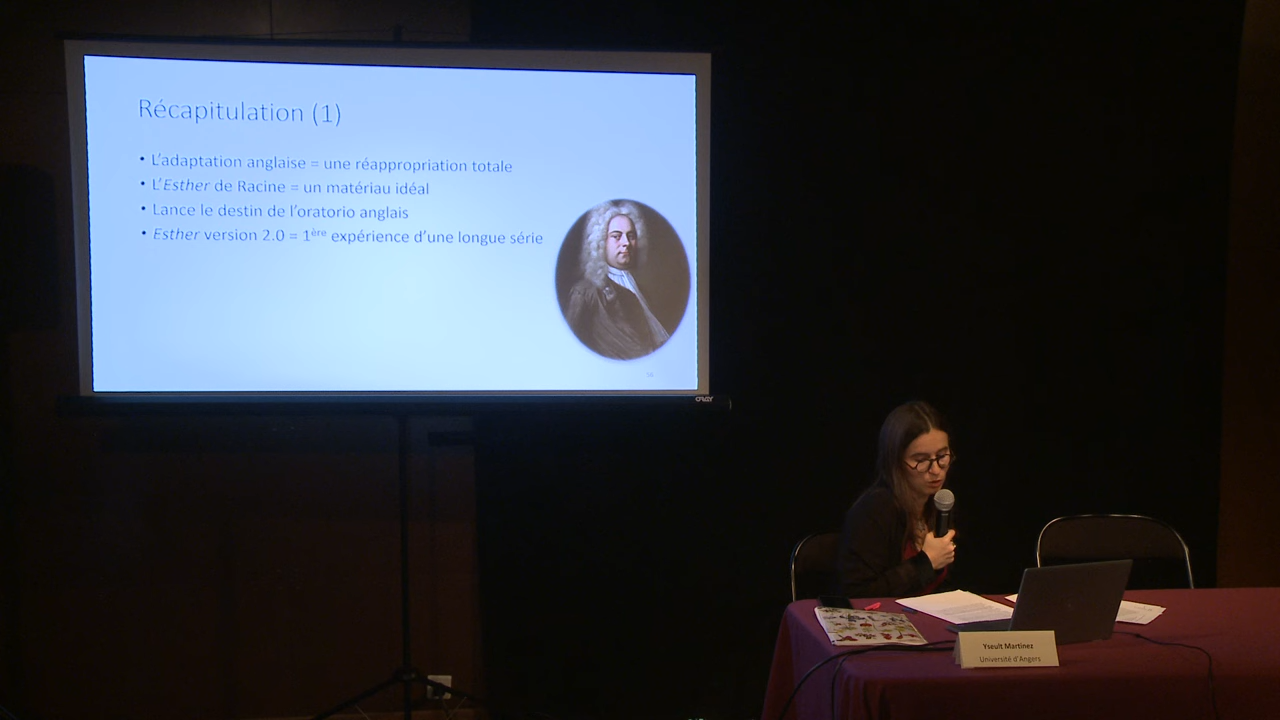 Récapitulation (1)
• L'adaptation anglaise = une réappropriation totale
• L'Esther de Racine = un matériau idéal
• Lance le destin de l'oratorio anglais
• Esther version 2.0 = 1ère expérience d'une longue série
ORAY
Yseult Martinez
Université d'Angers